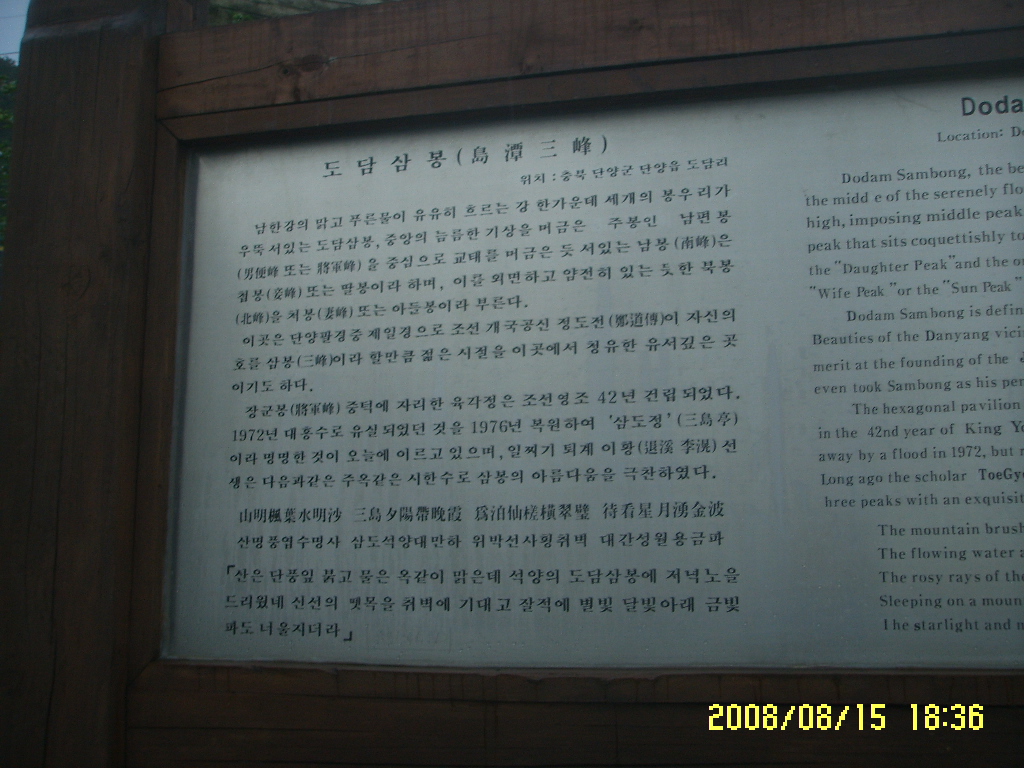 도 담 삼 봉 (島 潭 三 峰)
위치 : 충북 단양군 단양읍 도담리
남한강의 맑고 푸른물이 유유히 흐르는 강 한가운데 세개의 봉우리가
우뚝 서있는 도담삼봉, 중앙의 늠름한 기상을 머금은 주봉인 남편봉
(男便峰 또는 將軍峰) 을 중심으로 교태를 머금은 듯 서있는 남봉(南峰)은
첩봉(妾峰) 또는 딸봉이라 하며, 이를 외면하고 얌전히 있는 듯한 북봉
(北峰)을 처봉(妻峰) 또는 아들봉이라 부른다.
이곳은 단양팔경중 제일경으로 조선 개국공신 정도전(鄭道傳)이 자신의
호를 삼봉(三峰)이라 할만큼 젊은 시절을 이곳에서 청유한 유서깊은 곳
이기도 하다.
장군봉(將軍峰) 중턱에 자리한 육각정은 조선영조 42년 건립되었다.
1972년 대홍수로 유실되었던 것을 1976년 복원하여 '삼도정' (三島亭)
이라 명명한 것이 오늘에 이르고 있으며, 일찌기 퇴계 이황(退溪 李滉) 선
생은 다음과같은 주옥같은 시한수로 삼봉의 아름다움을 극찬하였다.
山明楓葉水明沙 三島夕陽帶晚霞 爲泊仙槎橫翠壁 待看星月湧金波
산명풍엽수명사 삼도석양대만하 위박선사횡취벽 대간성월용금파
「산은 단풍잎 붉고 물은 옥같이 맑은데 석양의 도담삼봉에 저녁노을
드리웠네 신선의 뗏목을 취벽에 기대고 잘적에 별빛 달빛아래 금빛
파도 너울지더라」
Doda
Location: D
Dodam Sambong, the be
the midd e of the serenely flo
high, imposing middle peak
peak that sits coquettishly to
the "Daughter Peak" and the o
"Wife Peak" or the "Sun Peak"
Dodam Sambong is defin
Beauties of the Danyang vici
merit at the founding of the
even took Sambong as his pen
The hexagonal pavilion
in the 42nd year of King Y
away by a flood in 1972, but r
Long ago the scholar ToeGye
hree peaks with an exquisit
The mountain brush
The flowing water a
The rosy rays of the
Sleeping on a moun
The starlight and m
2008/08/15 18:36